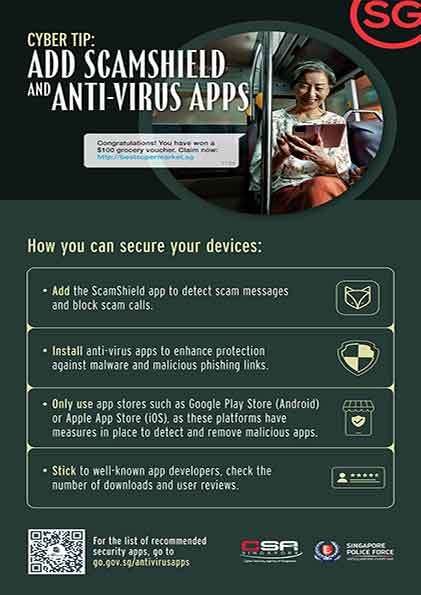 SG
CYBER TIP:
ADD SCAMSHIELD
AND ANTI-VIRUS APPS
Congratulations! You have won a
$100 grocery voucher. Claim now:
http://bestsupermarket.sg
How you can secure your devices:
• Add the ScamShield app to detect scam messages
and block scam calls.
• Install anti-virus apps to enhance protection
against malware and malicious phishing links.
• Only use app stores such as Google Play Store (Android)
or Apple App Store (iOS), as these platforms have
measures in place to detect and remove malicious apps.
• Stick to well-known app developers, check the
number of downloads and user reviews.
For the list of recommended
security apps, go to
go.gov.sg/antivirusapps
CSA
SINGAPORE
Cyber Security Agency of Singapore
SINGAPORE
POLICE FORCE